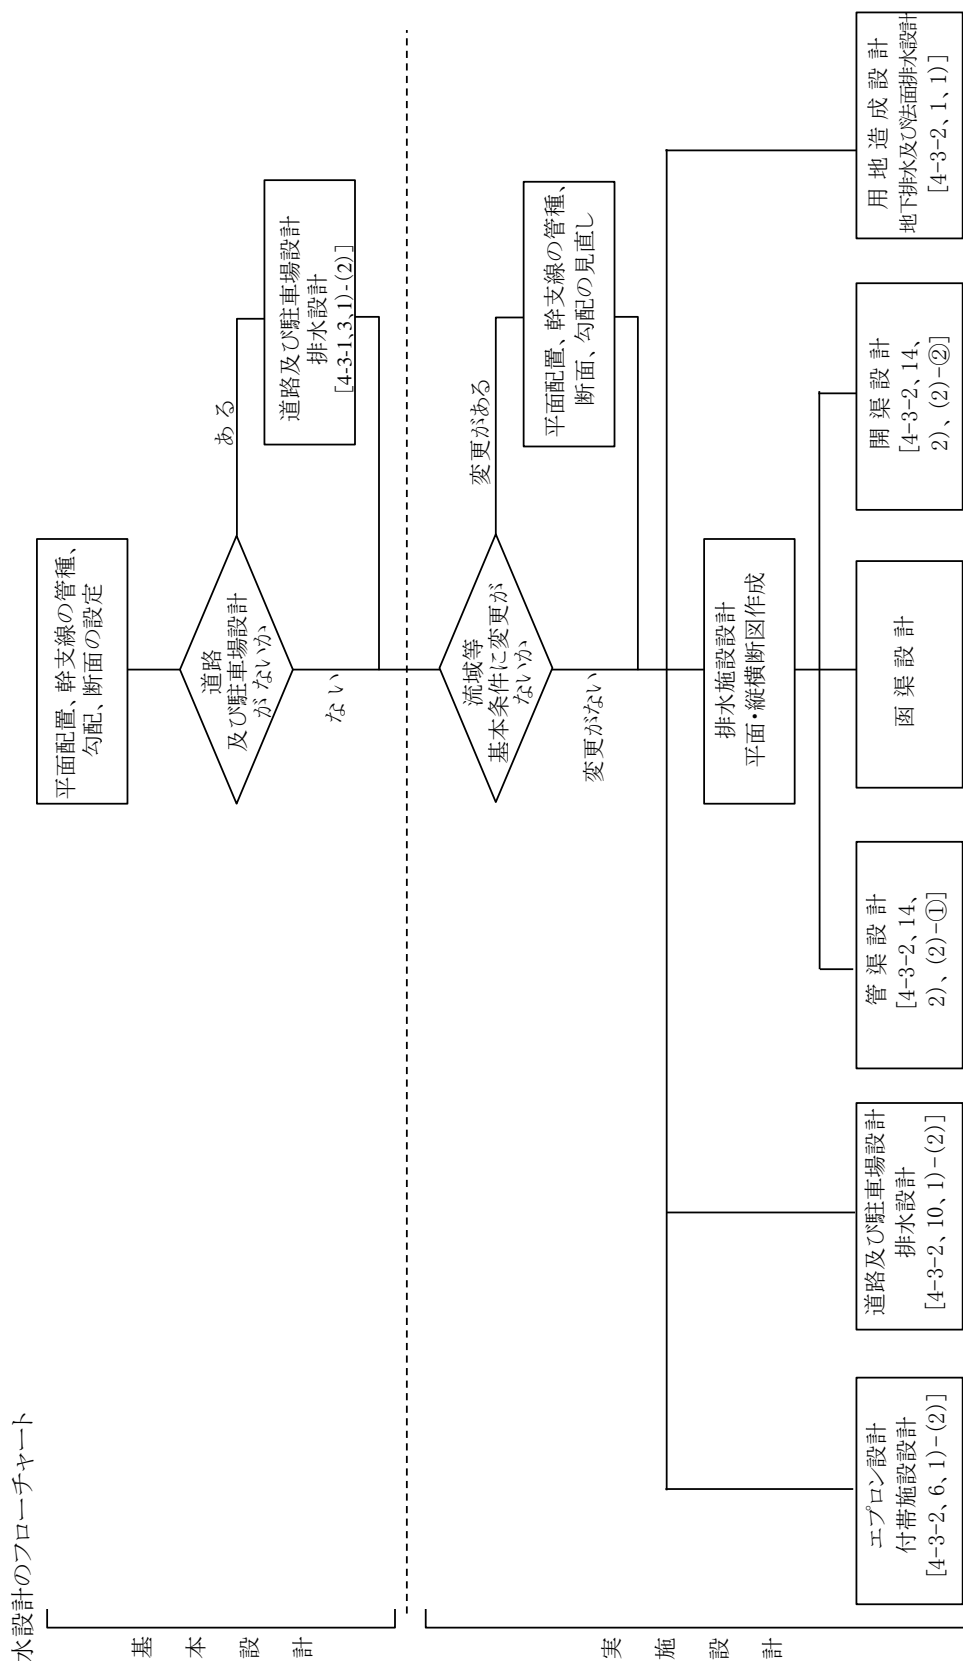 水設計のフローチャート
基本設計
平面配置、幹支線の管種、
勾配、断面の設定
道路
及び駐車場設計
がないか
ある
道路及び駐車場設計
排水設計
[4-3-1、3、1)-(2)]
ない
実施設計
流域等
基本条件に変更が
ないか
変更がある
平面配置、幹支線の管種、
断面、勾配の見直し
変更がない
排水施設設計
平面・縦横断図作成
エプロン設計
付帯施設設計
[4-3-2、6、1)-(2)]
道路及び駐車場設計
排水設計
[4-3-2、10、1)-(2)]
管渠設計
[4-3-2、14、
2)、(2)-①]
函渠設計
開渠設計
[4-3-2、14、
2)、(2)-②]
用地造成設計
地下排水及び法面排水設計
[4-3-2、1、1)]